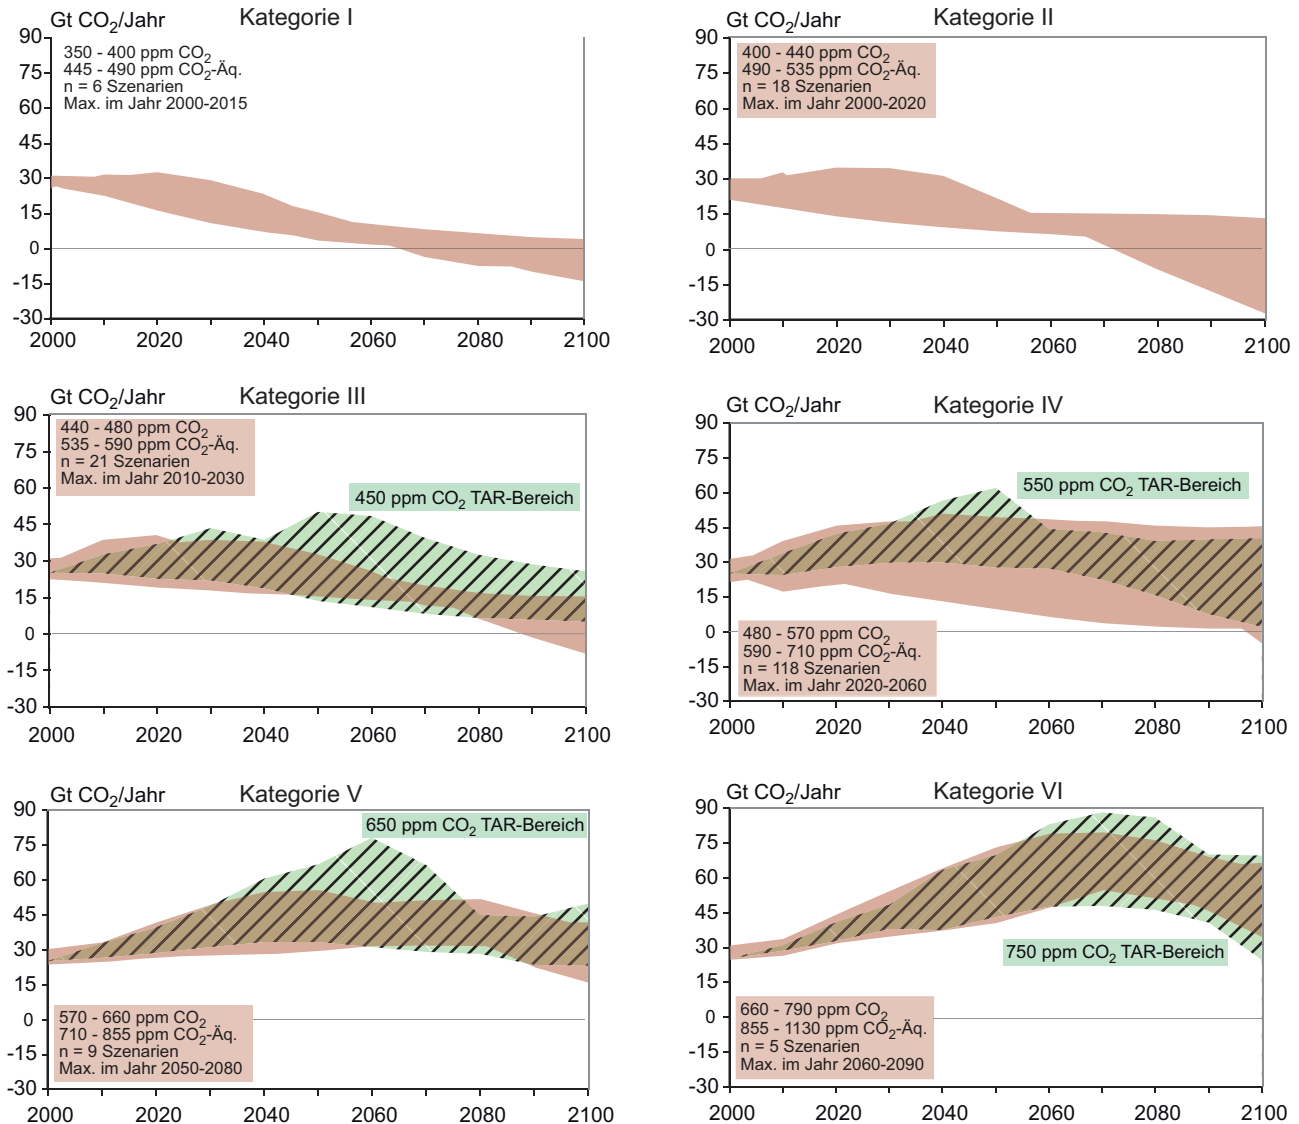 Gt CO₂/Jahr
Kategorie I
90
75
60
45
30
15
0
-15
-30
350 - 400 ppm CO₂
445 - 490 ppm CO₂-Äq.
n = 6 Szenarien
Max. im Jahr 2000-2015
2000 2020 2040 2060 2080 2100
Gt CO₂/Jahr
Kategorie II
90
75
60
45
30
15
0
-15
-30
400 - 440 ppm CO₂
490 - 535 ppm CO₂-Äq.
n = 18 Szenarien
Max. im Jahr 2000-2020
2000 2020 2040 2060 2080 2100
Gt CO₂/Jahr
Kategorie III
90
75
60
45
30
15
0
-15
-30
440 - 480 ppm CO₂
535 - 590 ppm CO₂-Äq.
n = 21 Szenarien
Max. im Jahr 2010-2030
450 ppm CO₂ TAR-Bereich
2000 2020 2040 2060 2080 2100
Gt CO₂/Jahr
Kategorie IV
90
75
60
45
30
15
0
-15
-30
550 ppm CO₂ TAR-Bereich
480 - 570 ppm CO₂
590 - 710 ppm CO₂-Äq.
n = 118 Szenarien
Max. im Jahr 2020-2060
2000 2020 2040 2060 2080 2100
Gt CO₂/Jahr
Kategorie V
90
75
60
45
30
15
0
-15
-30
650 ppm CO₂ TAR-Bereich
570 - 660 ppm CO₂
710 - 855 ppm CO₂-Äq.
n = 9 Szenarien
Max. im Jahr 2050-2080
2000 2020 2040 2060 2080 2100
Gt CO₂/Jahr
Kategorie VI
90
75
60
45
30
15
0
-15
-30
750 ppm CO₂ TAR-Bereich
660 - 790 ppm CO₂
855 - 1130 ppm CO₂-Äq.
n = 5 Szenarien
Max. im Jahr 2060-2090
2000 2020 2040 2060 2080 2100